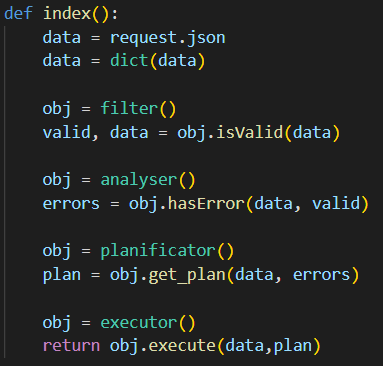 def index():
    data = request.json
    data = dict(data)

    obj = filter()
    valid, data = obj.isValid(data)

    obj = analyser()
    errors = obj.hasError(data, valid)

    obj = planificator()
    plan = obj.get_plan(data, errors)

    obj = executor()
    return obj.execute(data,plan)